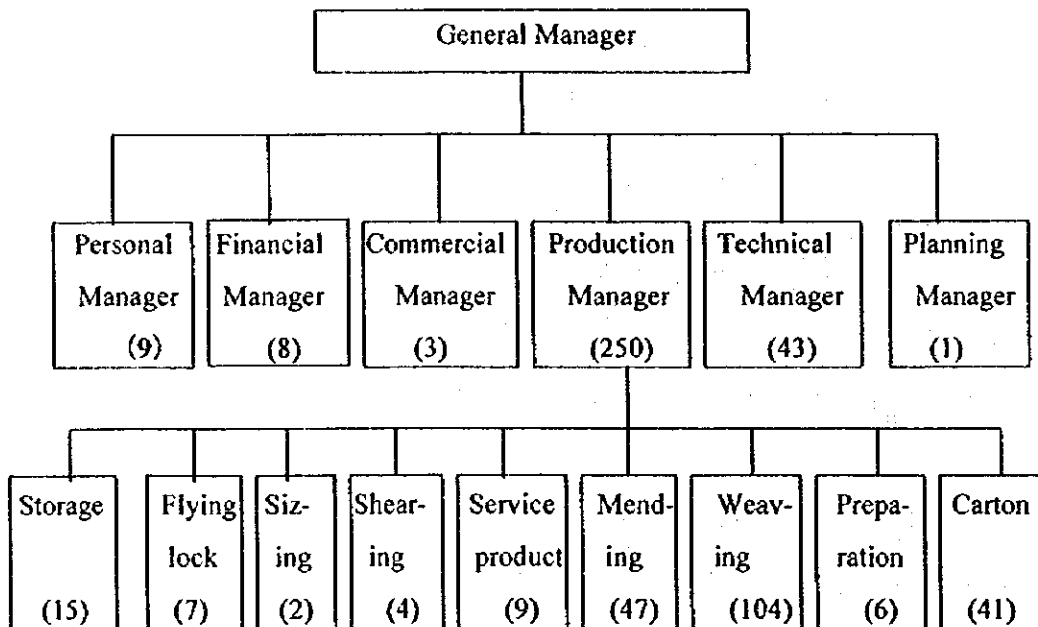 General Manager
Personal
Manager
(9)
Financial
Manager
(8)
Commercial
Manager
(3)
Production
Manager
(250)
Technical
Manager
(43)
Planning
Manager
(1)
Storage
(15)
Flying
lock
(7)
Siz-
ing
(2)
Shear-
ing
(4)
Service
product
(9)
Mend-
ing
(47)
Weav-
ing
(104)
Prepa-
ration
(6)
Carton
(41)